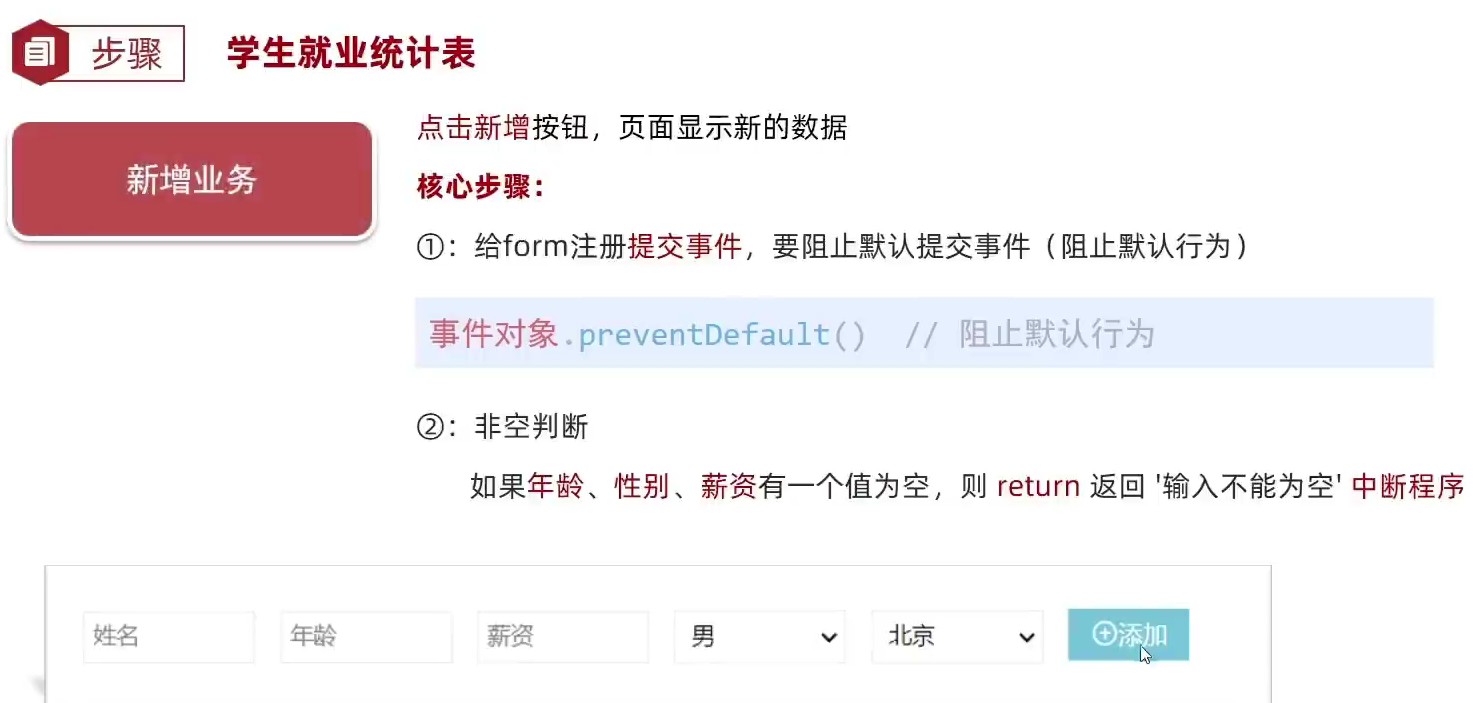 步骤 学生就业统计表
新增业务
点击新增按钮，页面显示新的数据
核心步骤：
①：给form注册提交事件，要阻止默认提交事件（阻止默认行为）
事件对象.preventDefault() // 阻止默认行为
②：非空判断
如果年龄、性别、薪资有一个值为空，则 return 返回 '输入不能为空' 中断程序
姓名 年龄 薪资 男 北京 添加